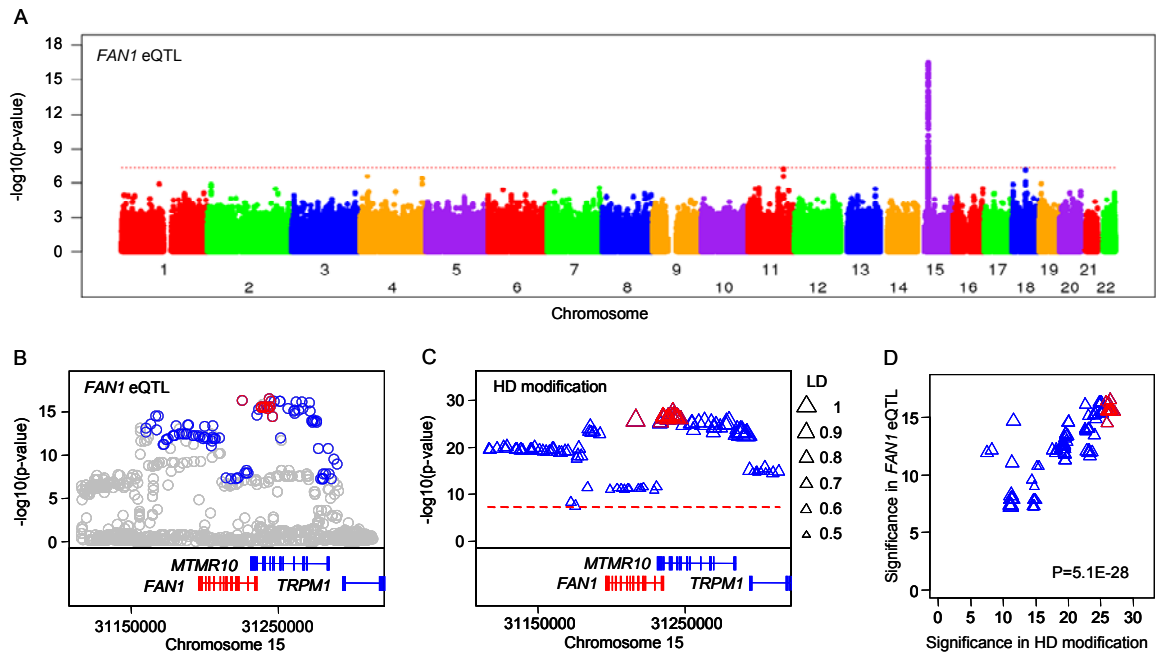 A
FAN1 eQTL
18
15
12
9
6
3
0
-log10(p-value)
1 3 5 7 9 11 13 15 17 19 21
2 4 6 8 10 12 14 16 18 20 22
Chromosome
B
FAN1 eQTL
15
10
5
0
-log10(p-value)
MTMR10
FAN1 TRPM1
31150000 31250000
Chromosome 15
C
HD modification
30
20
10
0
-log10(p-value)
MTMR10
FAN1 TRPM1
31150000 31250000
Chromosome 15
LD
1
0.9
0.8
0.7
0.6
0.5
D
15
10
5
0
Significance in FAN1 eQTL
P=5.1E-28
0 5 10 15 20 25 30
Significance in HD modification